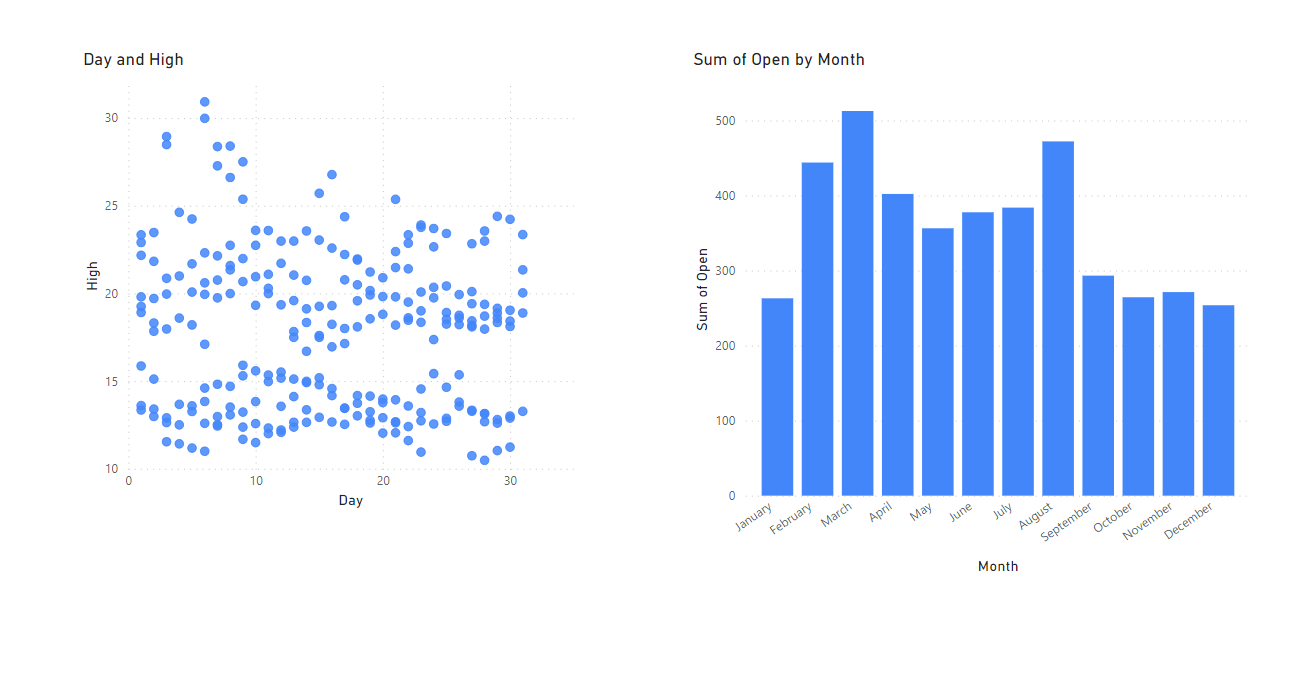 Day and High
30
25
20
15
10
0 10 20 30
High
Day
Sum of Open by Month
500
400
300
200
100
0
January February March April May June July August September October November December
Sum of Open
Month